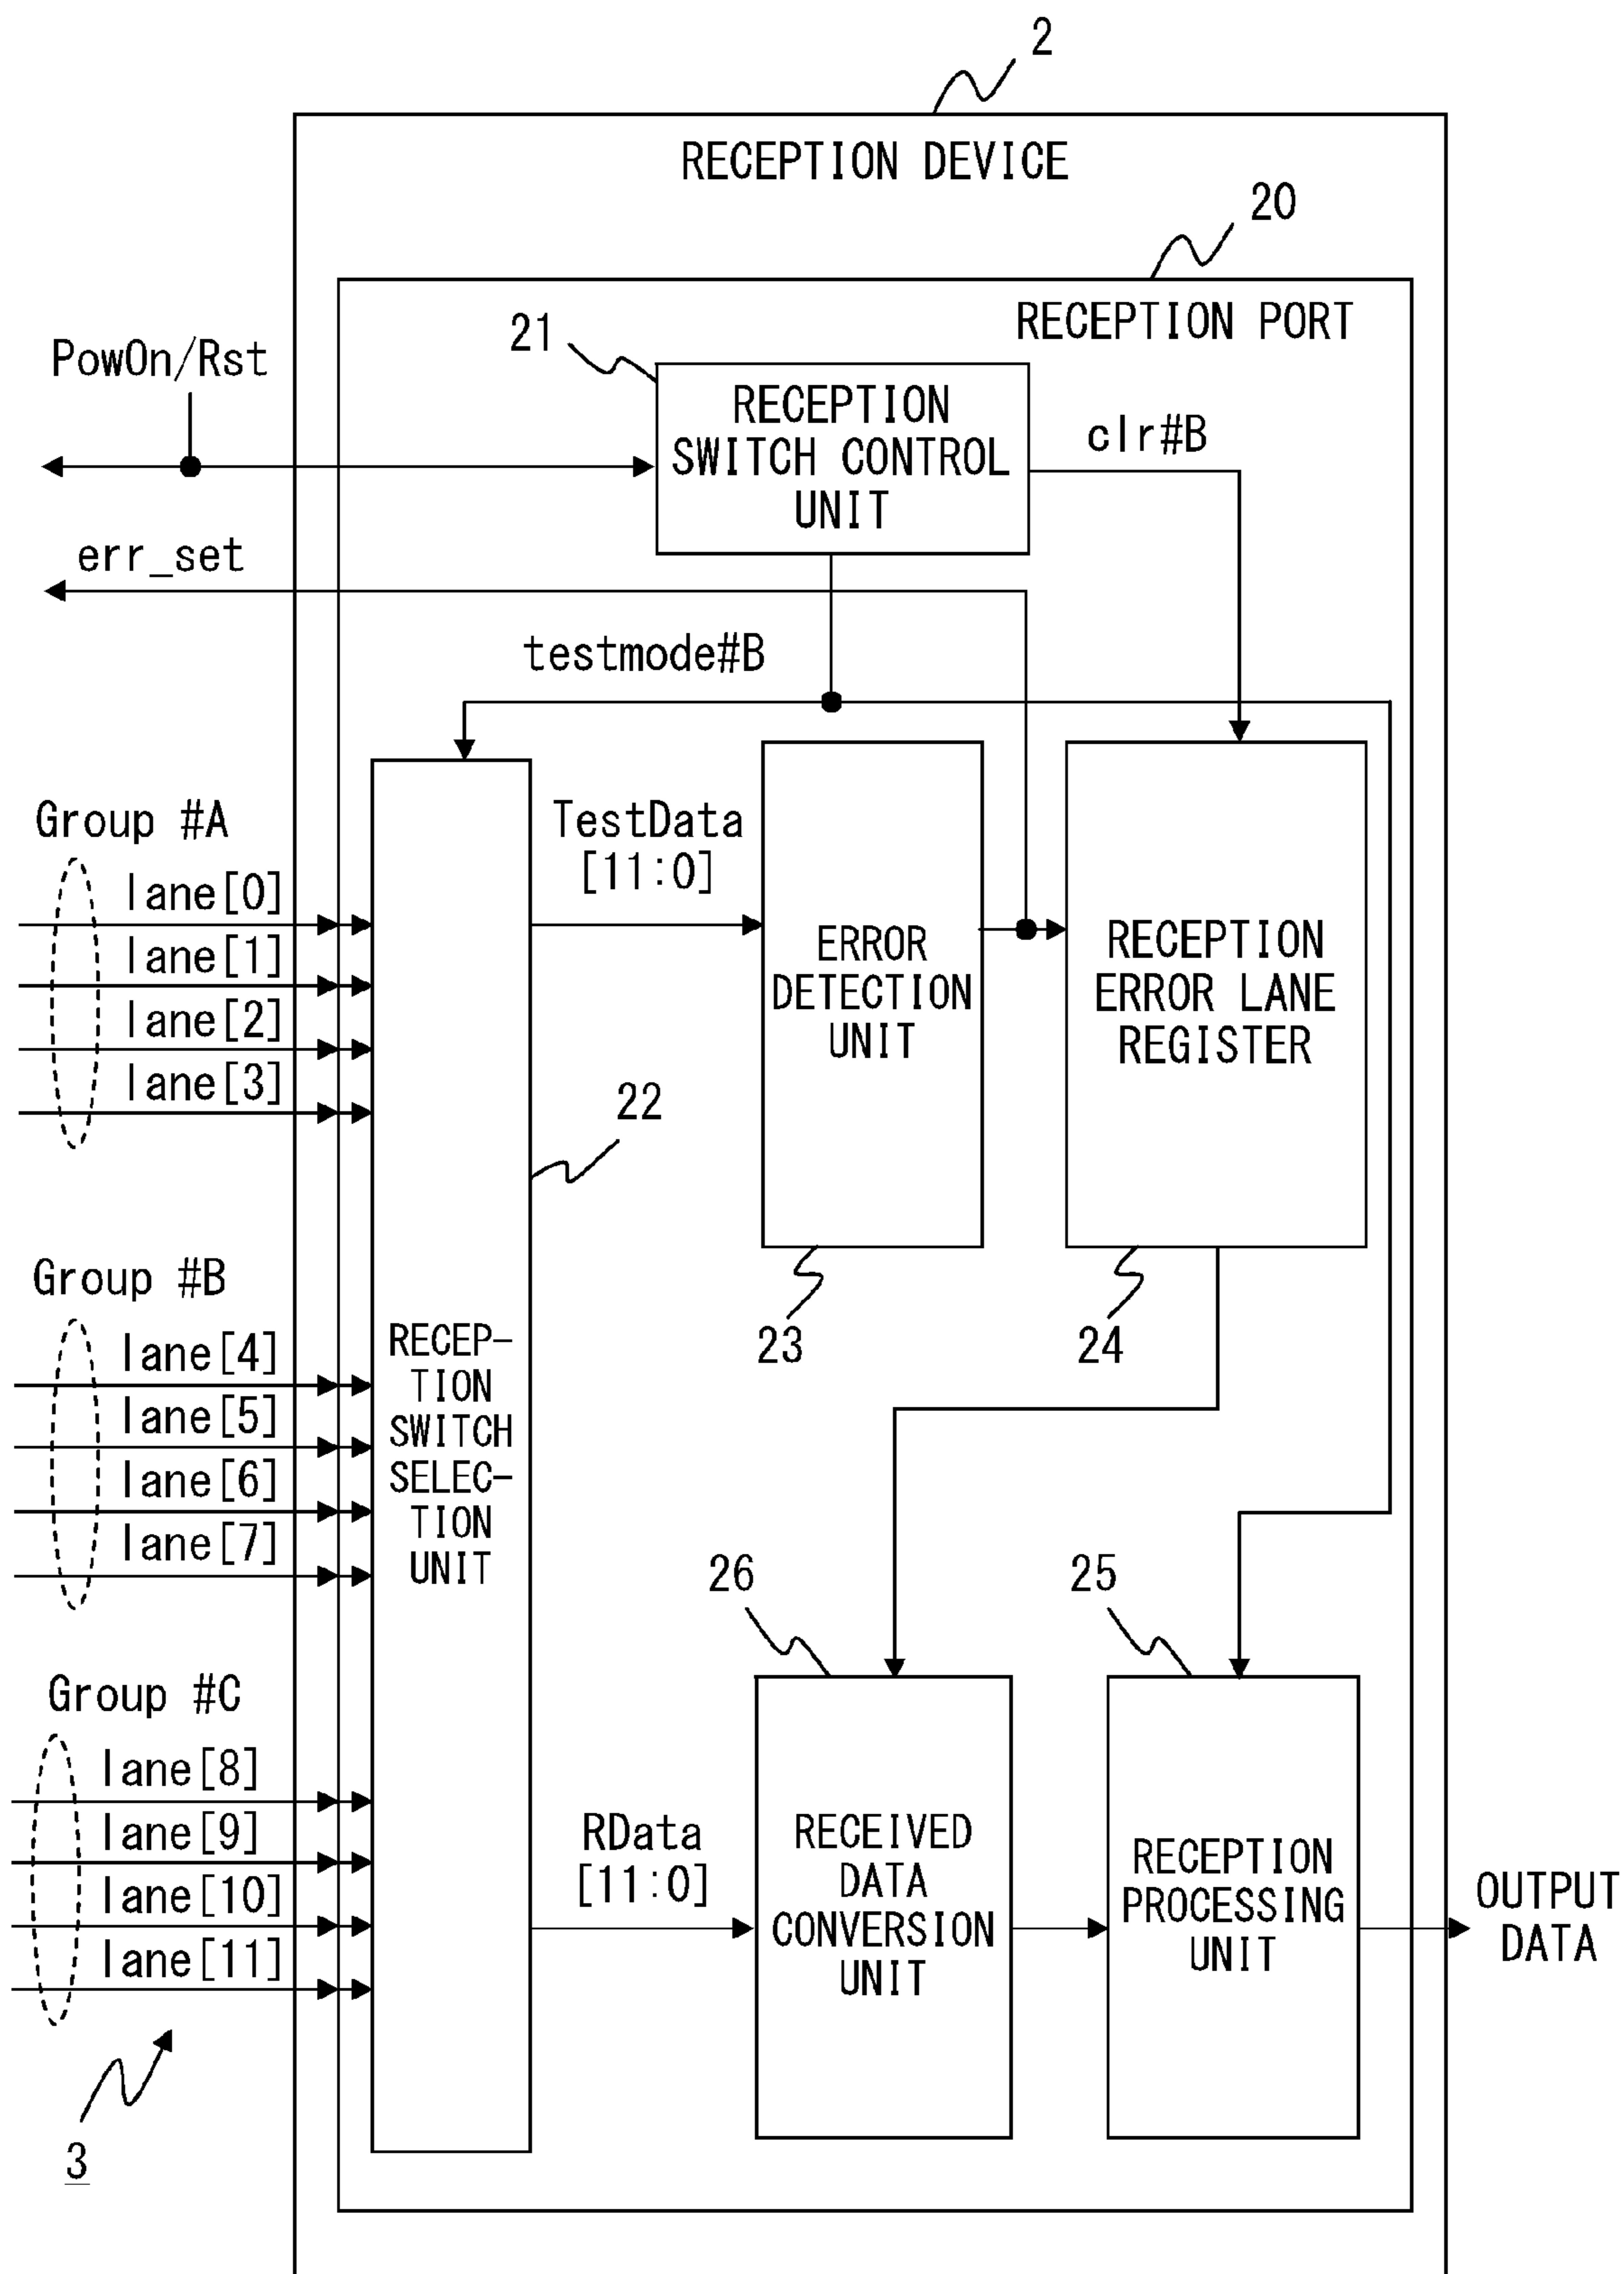 2
RECEPTION DEVICE
20
RECEPTION PORT
21
PowOn/Rst
RECEPTION
SWITCH CONTROL
UNIT
clr#B
err_set
testmode#B
Group #A
lane[0]
lane[1]
lane[2]
lane[3]
TestData
[11:0]
ERROR
DETECTION
UNIT
RECEPTION
ERROR LANE
REGISTER
22
23
24
Group #B
lane[4]
lane[5]
lane[6]
lane[7]
RECEP-
TION
SWITCH
SELEC-
TION
UNIT
26
25
Group #C
lane[8]
lane[9]
lane[10]
lane[11]
RData
[11:0]
RECEIVED
DATA
CONVERSION
UNIT
RECEPTION
PROCESSING
UNIT
OUTPUT
DATA
3